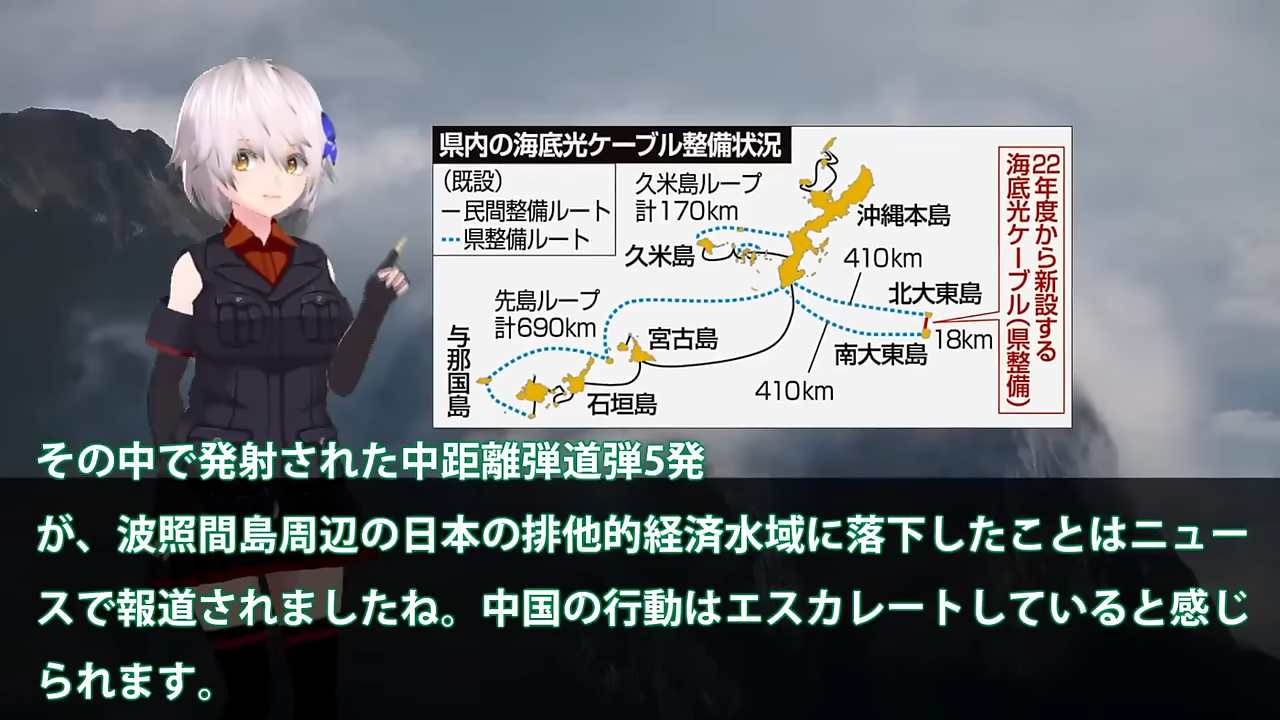 県内の海底光ケーブル整備状況
(既設)
民間整備ルート
県整備ルート
久米島ループ
計170km
久米島
沖縄本島
410km
北大東島
18km
南大東島
410km
先島ループ
計690km
宮古島
与那国島
石垣島
22年度から新設する
海底光ケーブル(県整備)
その中で発射された中距離弾道弾5発
が、波照間島周辺の日本の排他的経済水域に落下したことはニュー
スで報道されましたね。中国の行動はエスカレートしていると感じ
られます。